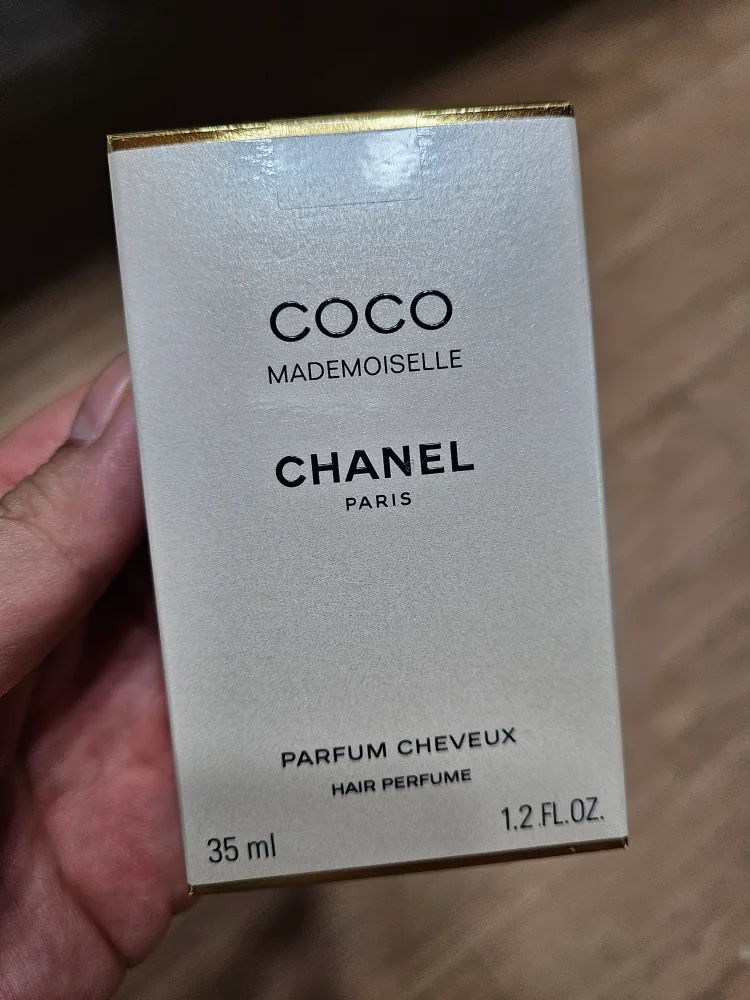 COCO
MADEMOISELLE
CHANEL
PARIS
PARFUM CHEVEUX
HAIR PERFUME
35 ml
1.2 FL.OZ.